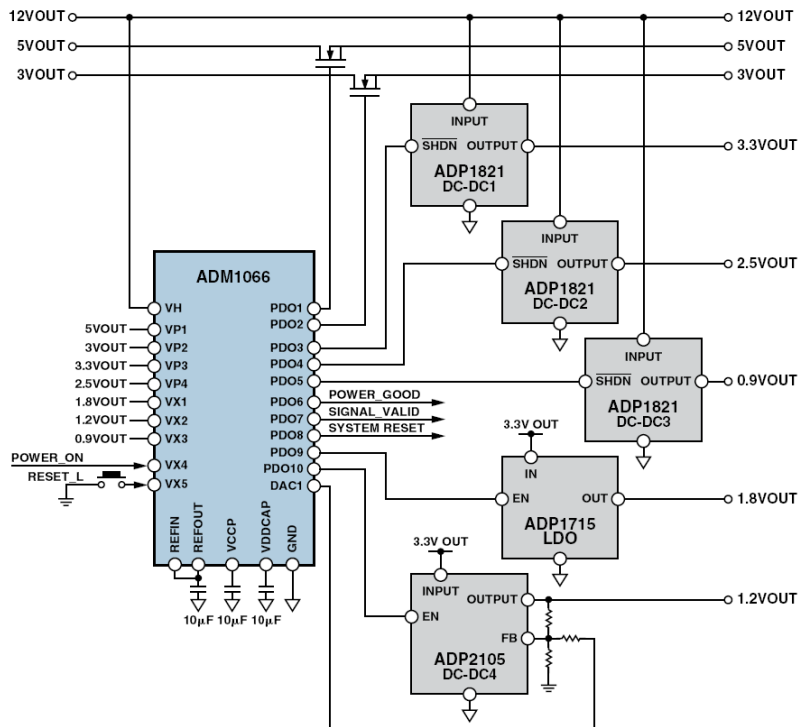 12VOUT
12VOUT
5VOUT
5VOUT
3VOUT
3VOUT
INPUT
SHDN OUTPUT
3.3VOUT
ADP1821
DC-DC1
INPUT
SHDN OUTPUT
2.5VOUT
ADP1821
DC-DC2
INPUT
SHDN OUTPUT
0.9VOUT
ADP1821
DC-DC3
ADM1066
VH
PDO1
5VOUT
VP1
PDO2
3VOUT
VP2
PDO3
3.3VOUT
VP3
PDO4
2.5VOUT
VP4
PDO5
1.8VOUT
VX1
PDO6
POWER_GOOD
1.2VOUT
VX2
PDO7
SIGNAL_VALID
0.9VOUT
VX3
PDO8
SYSTEM RESET
PDO9
POWER_ON
VX4
PDO10
RESET_L
VX5
DAC1
REFIN
REFOUT
VCCP
VDDCAP
GND
10μF
10μF
10μF
3.3V OUT
IN
EN
OUT
1.8VOUT
ADP1715
LDO
3.3V OUT
INPUT
OUTPUT
1.2VOUT
EN
FB
ADP2105
DC-DC4